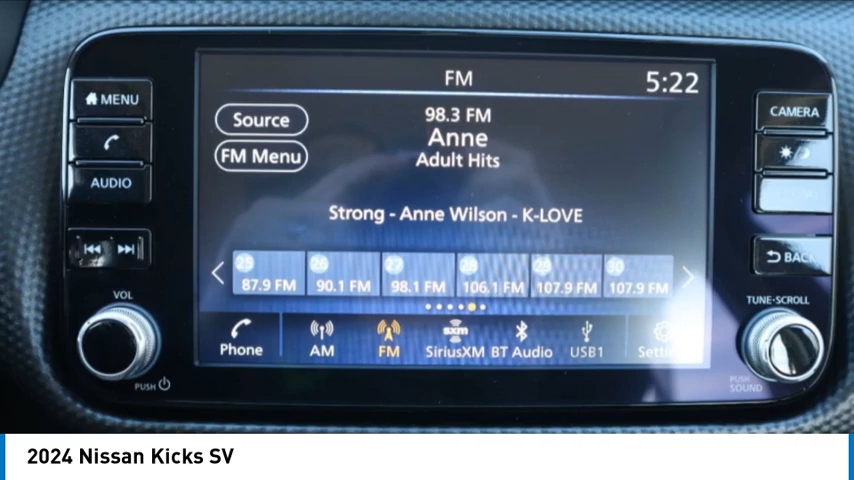 FM
5:22
MENU
AUDIO
VOL
PUSH
Source
FM Menu
98.3 FM
Anne
Adult Hits
Strong - Anne Wilson - K-LOVE
25 26 27 28 29 30
87.9 FM 90.1 FM 98.1 FM 106.1 FM 107.9 FM 107.9 FM
Phone AM FM SiriusXM BT Audio USB1
sxm
CAMERA
BACK
TUNE·SCROLL
PUSH
SOUND
2024 Nissan Kicks SV